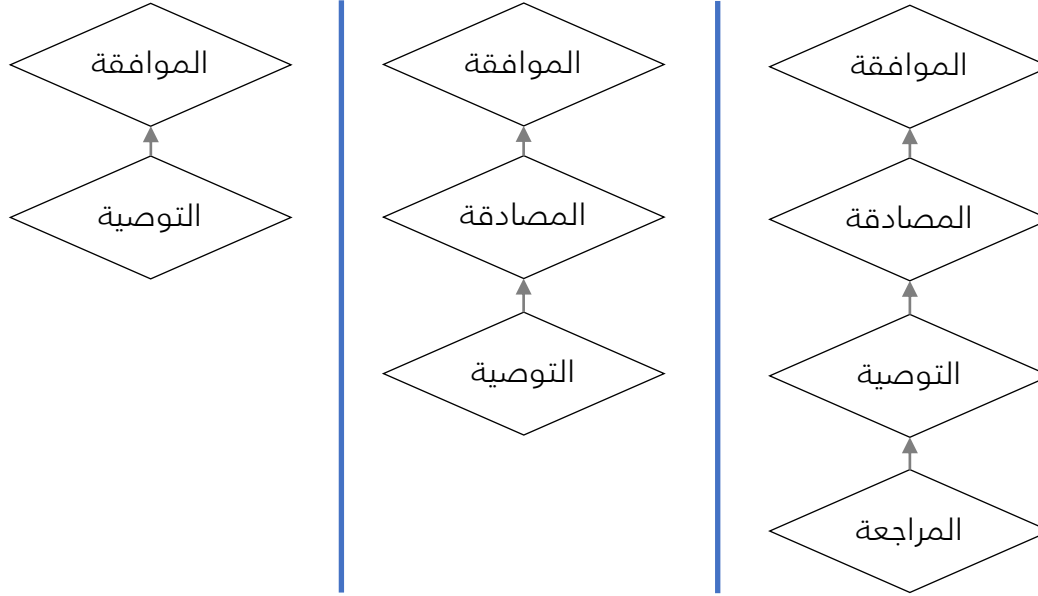 الموافقة
المصادقة
التوصية
المراجعة
الموافقة
المصادقة
التوصية
الموافقة
التوصية